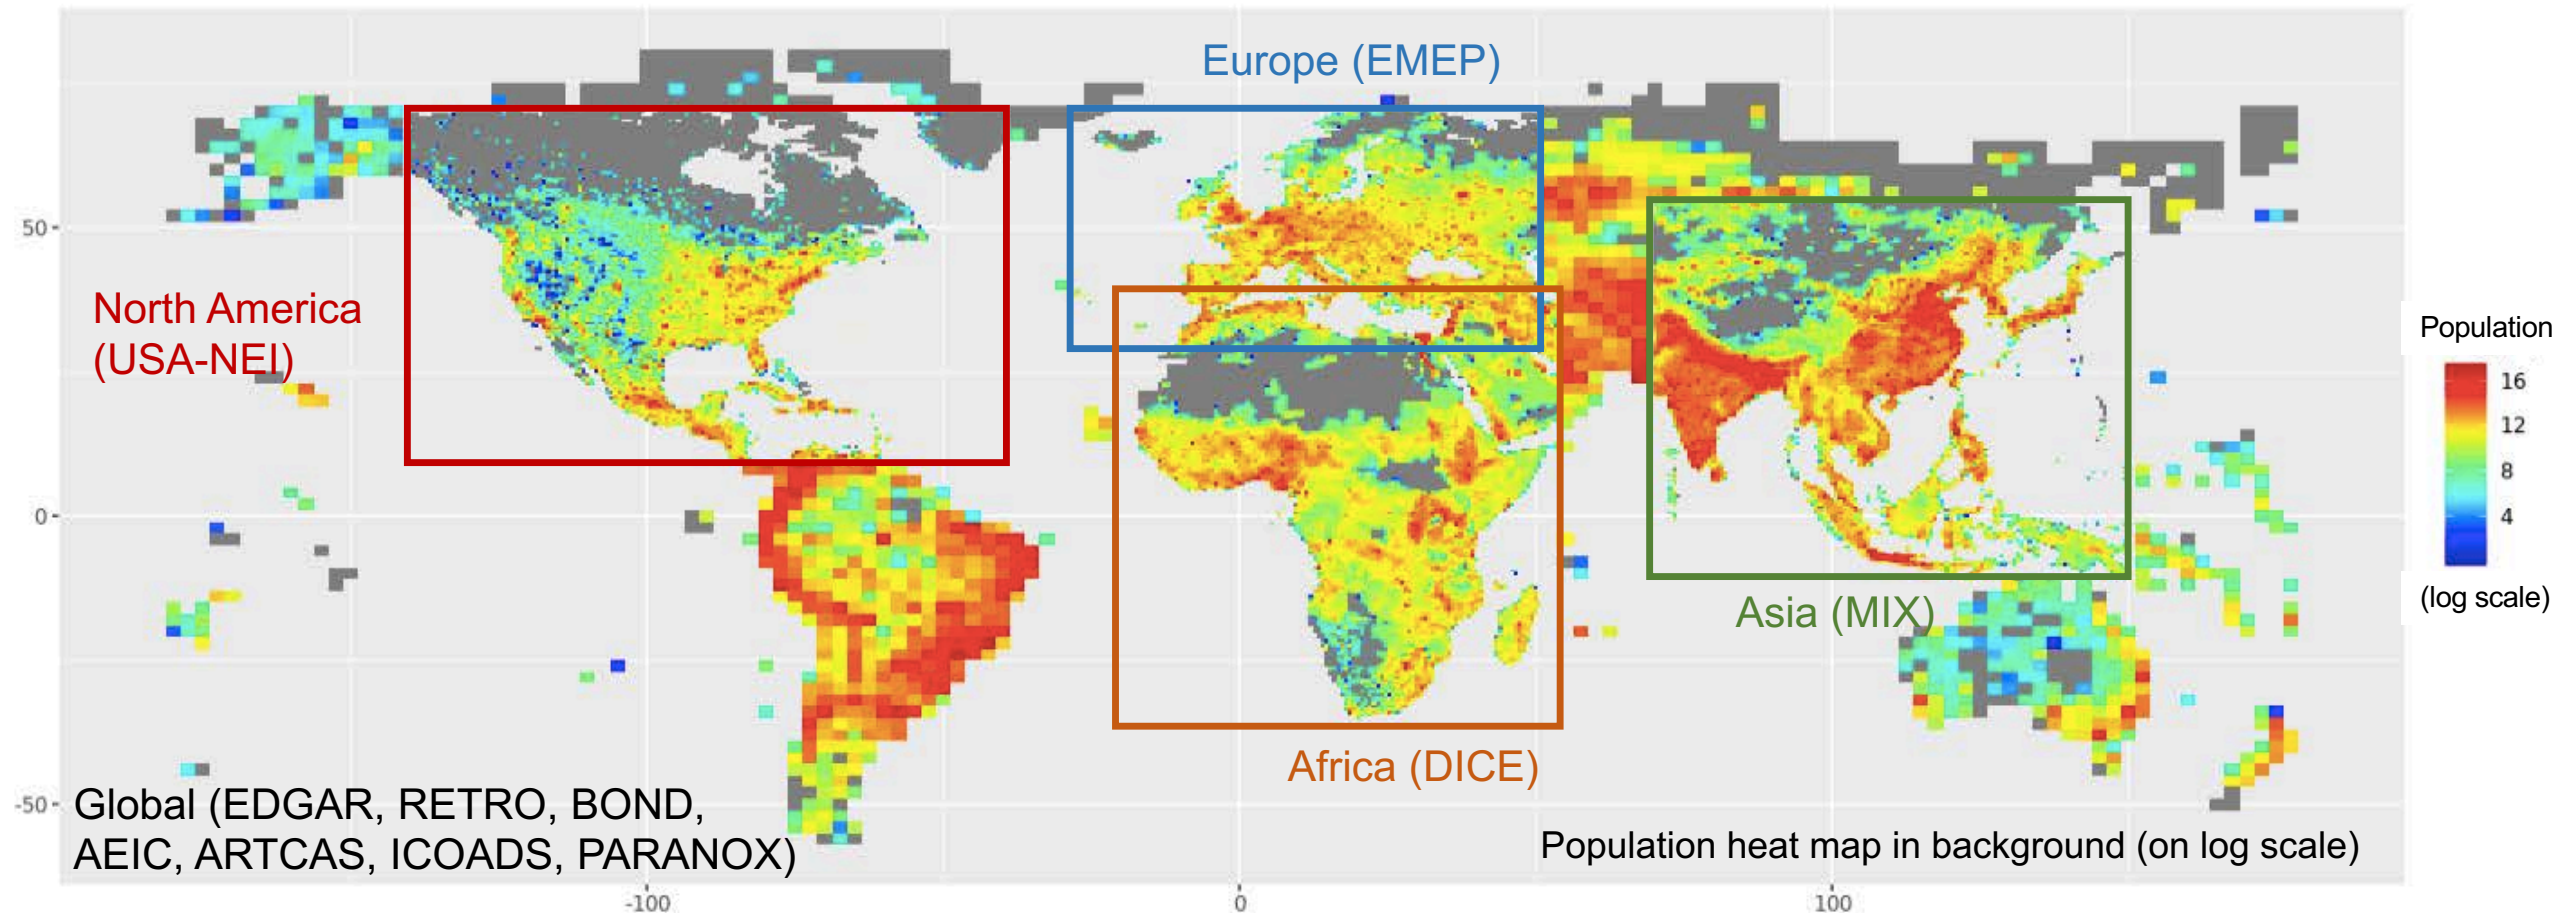 Europe (EMEP)
North America
(USA-NEI)
Population
16
12
8
4
(log scale)
Asia (MIX)
Africa (DICE)
Global (EDGAR, RETRO, BOND,
AEIC, ARTCAS, ICOADS, PARANOX)
Population heat map in background (on log scale)
50
0
-50
-100
0
100